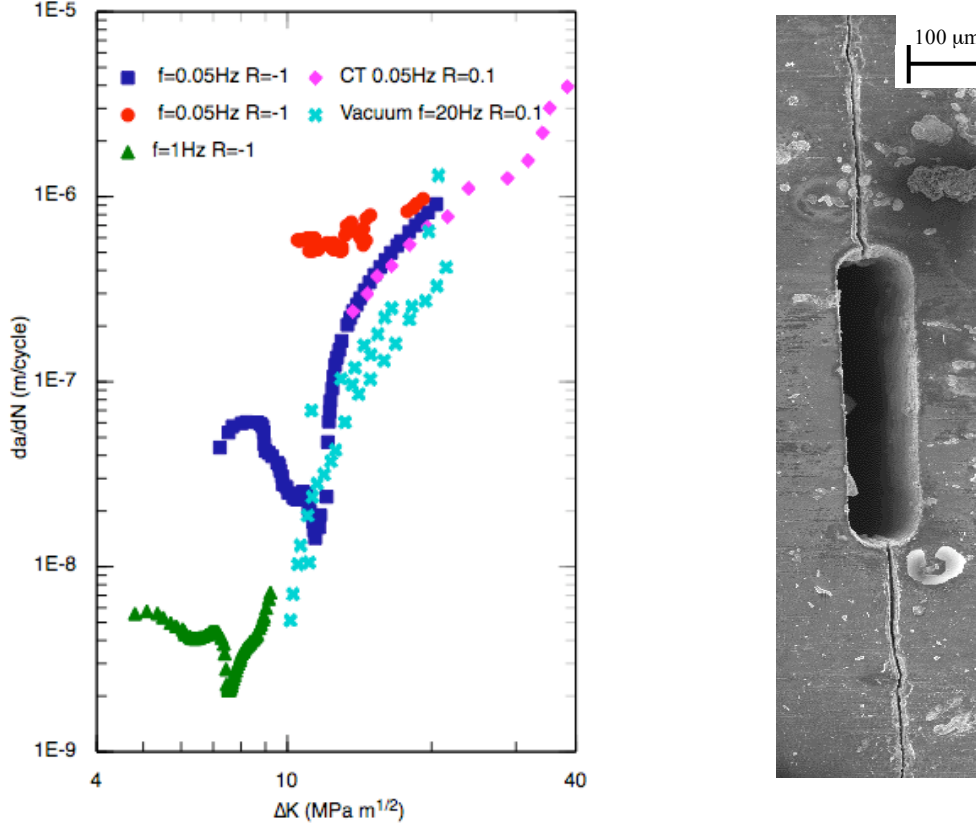 1E-5
f=0.05Hz R=-1
CT 0.05Hz R=0.1
f=0.05Hz R=-1
Vacuum f=20Hz R=0.1
f=1Hz R=-1
1E-6
1E-7
1E-8
1E-9
da/dN (m/cycle)
4
10
40
ΔK (MPa m^1/2)
100 μm